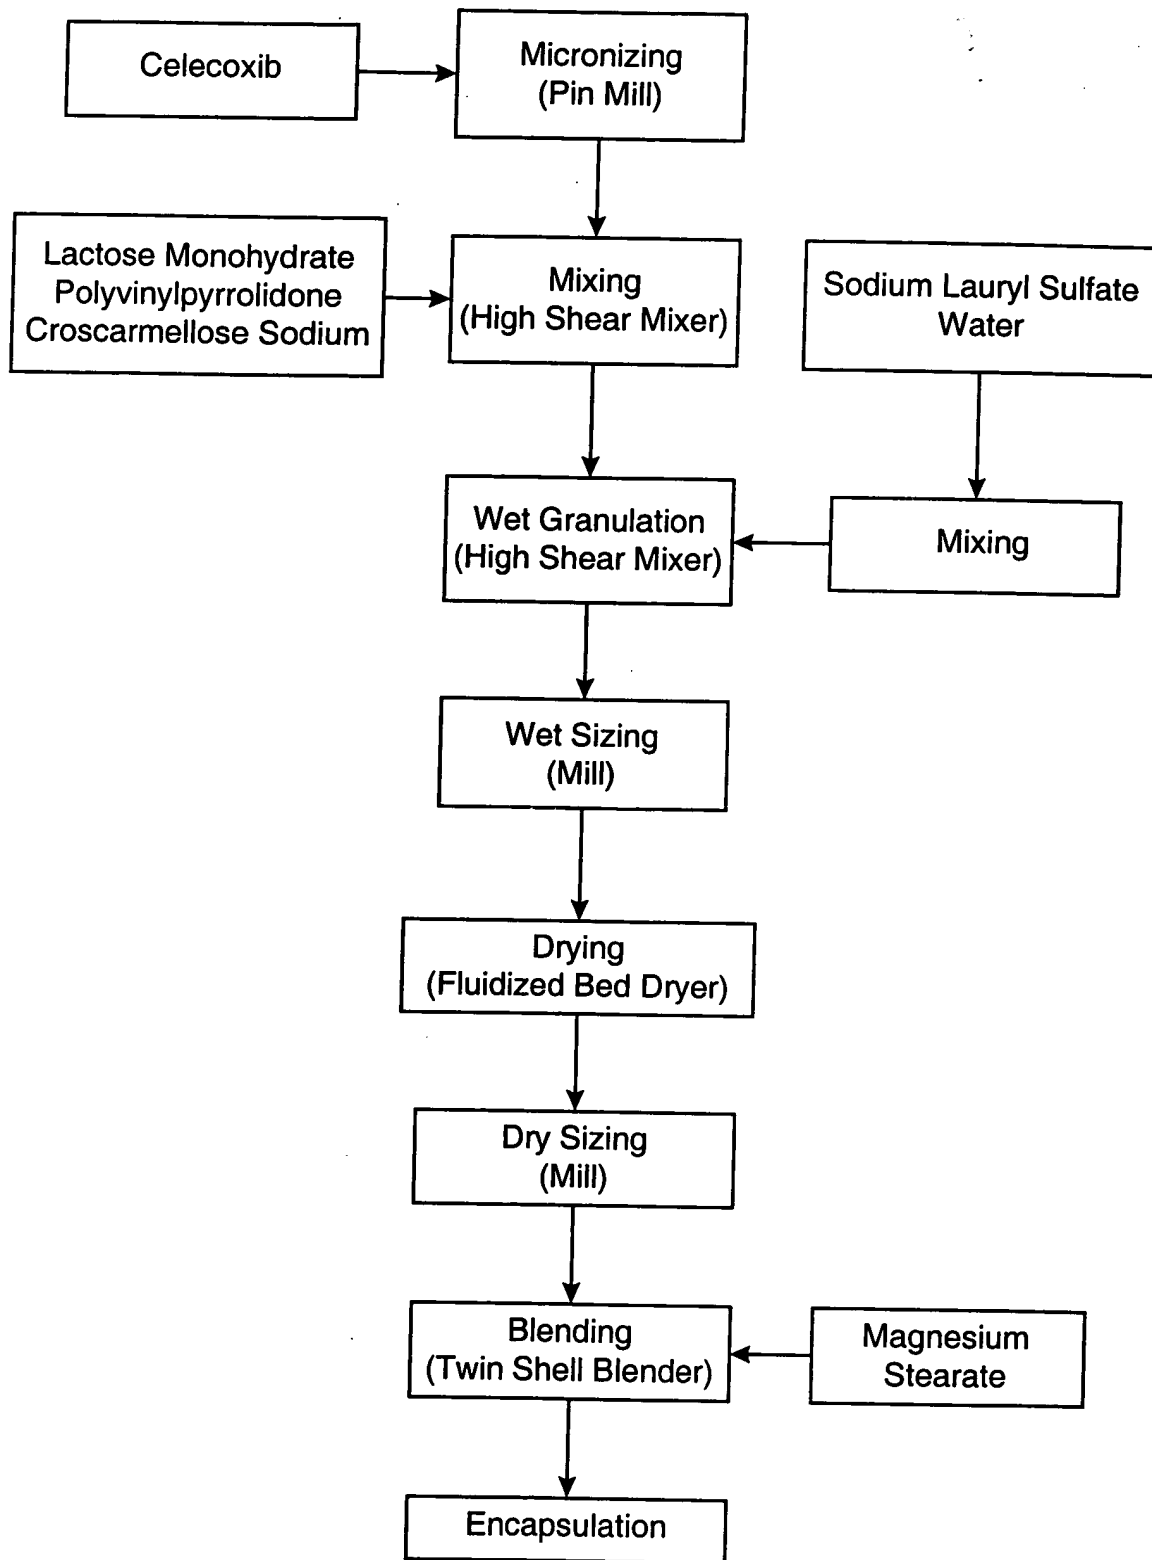 Celecoxib
Micronizing
(Pin Mill)
Lactose Monohydrate
Polyvinylpyrrolidone
Croscarmellose Sodium
Mixing
(High Shear Mixer)
Sodium Lauryl Sulfate
Water
Wet Granulation
(High Shear Mixer)
Mixing
Wet Sizing
(Mill)
Drying
(Fluidized Bed Dryer)
Dry Sizing
(Mill)
Blending
(Twin Shell Blender)
Magnesium
Stearate
Encapsulation